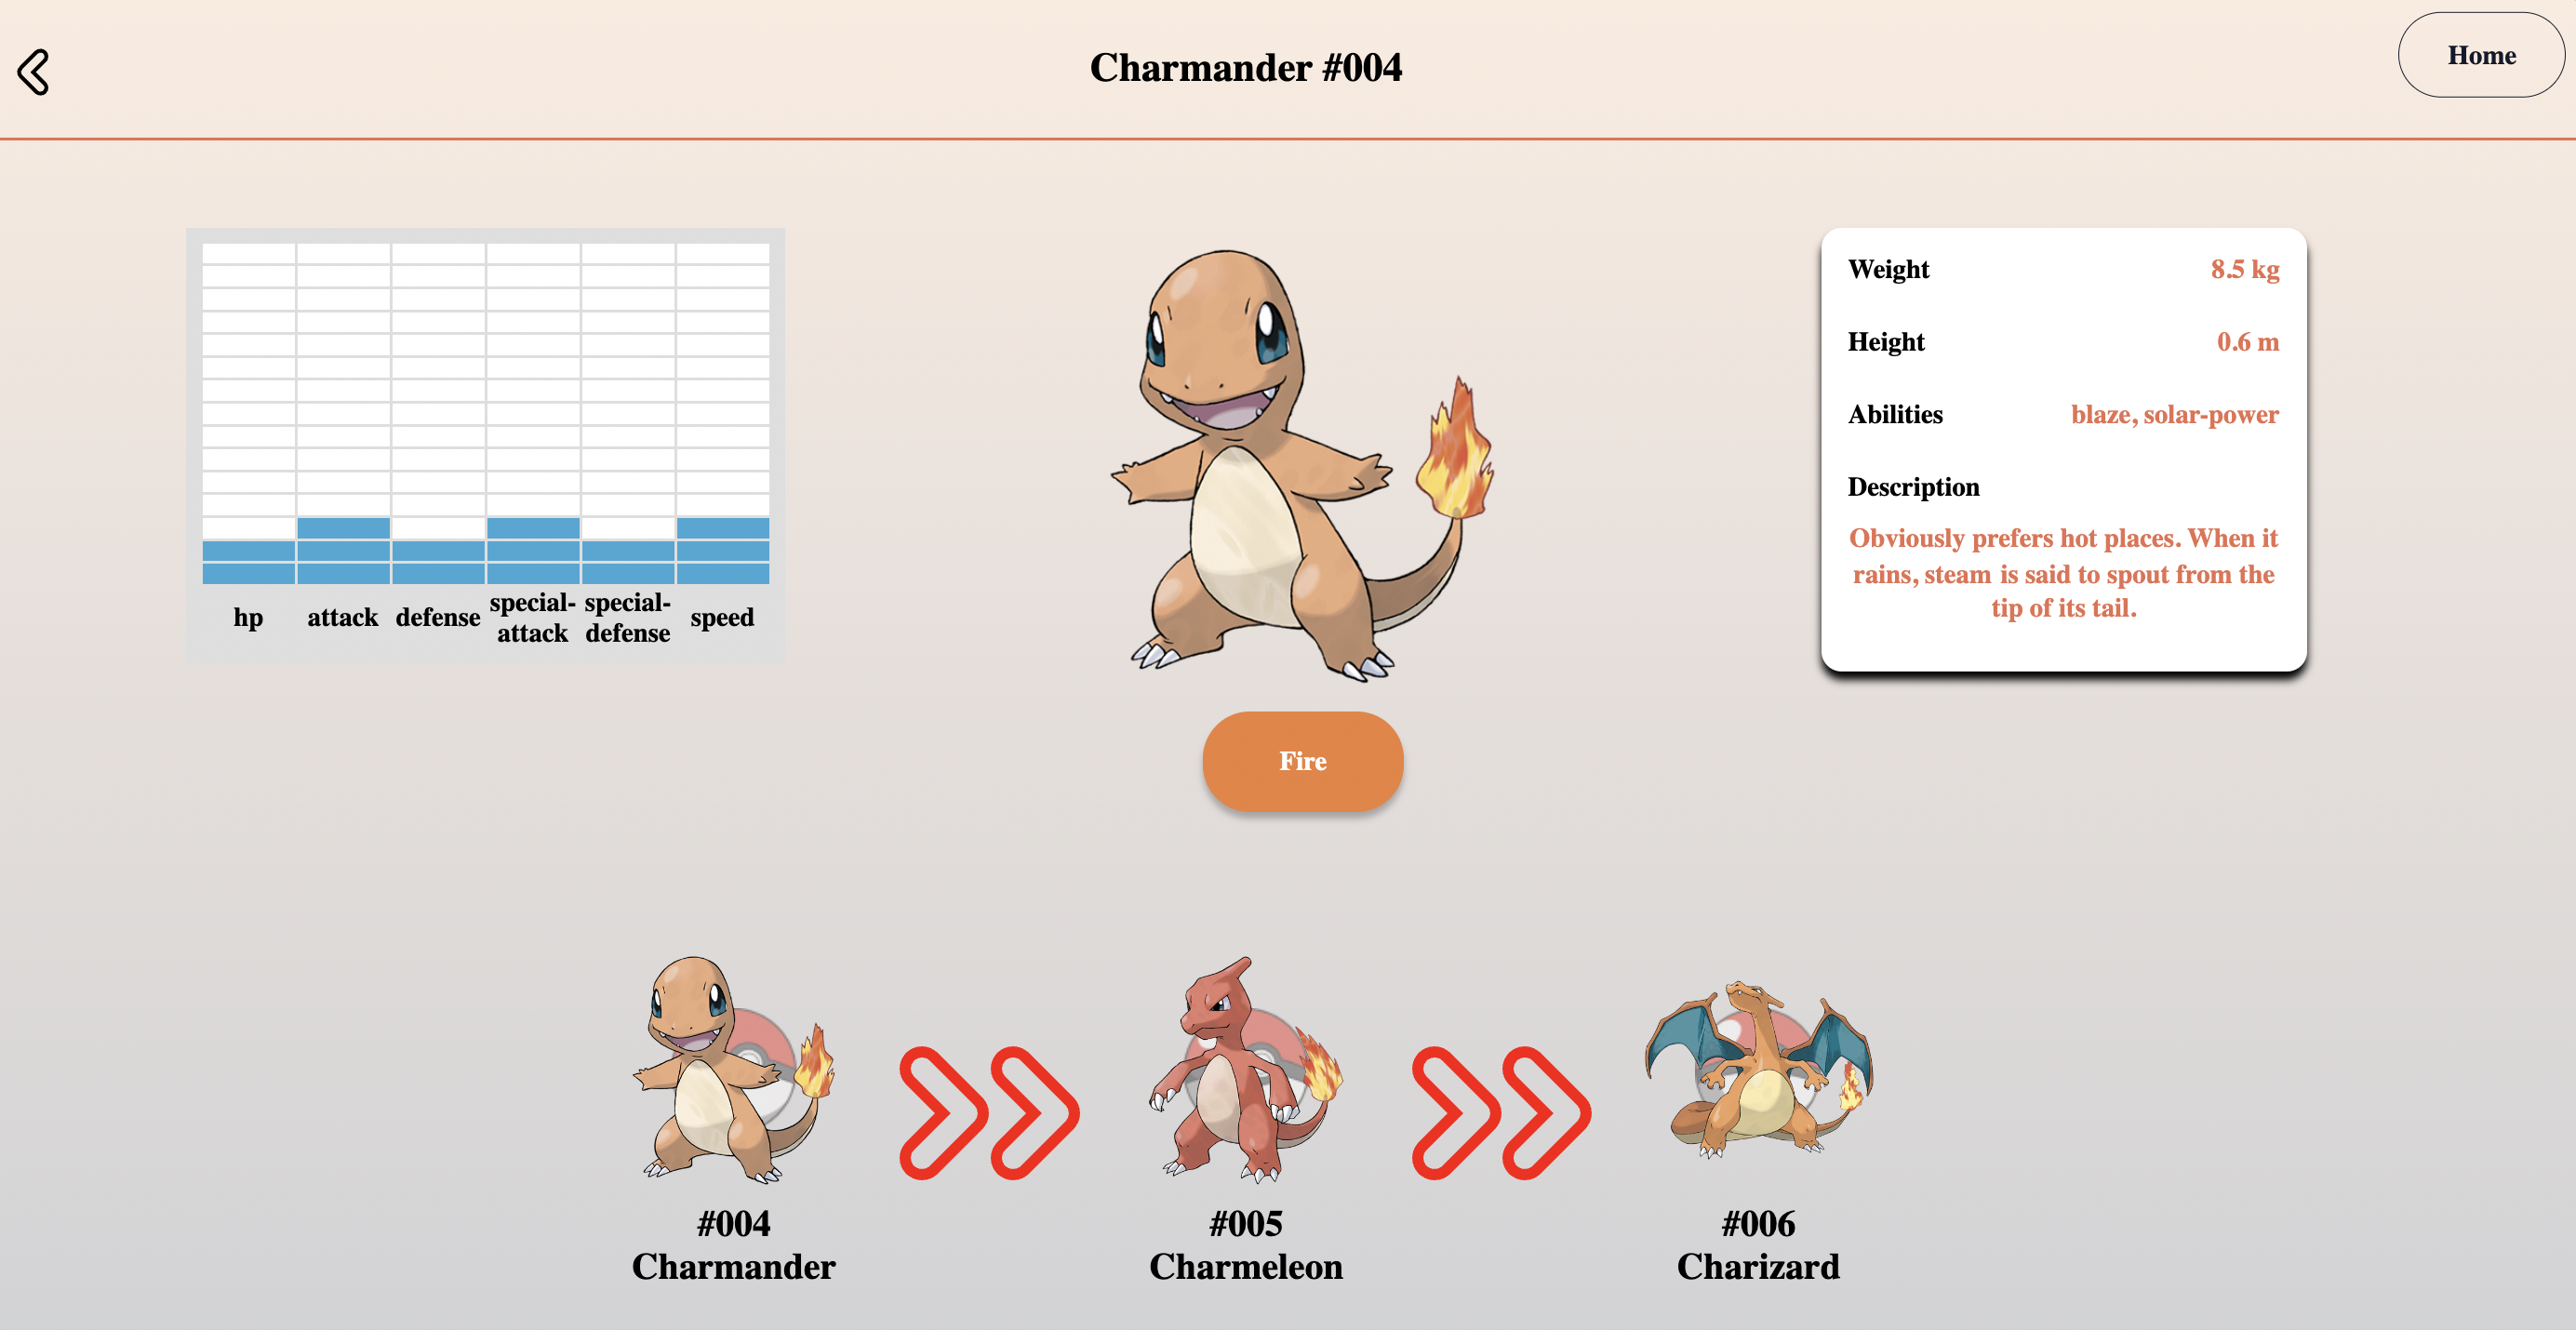 Charmander #004
Home
hp
attack
defense
special-
attack
special-
defense
speed
Weight
8.5 kg
Height
0.6 m
Abilities
blaze, solar-power
Description
Obviously prefers hot places. When it
rains, steam is said to spout from the
tip of its tail.
Fire
#004
Charmander
#005
Charmeleon
#006
Charizard